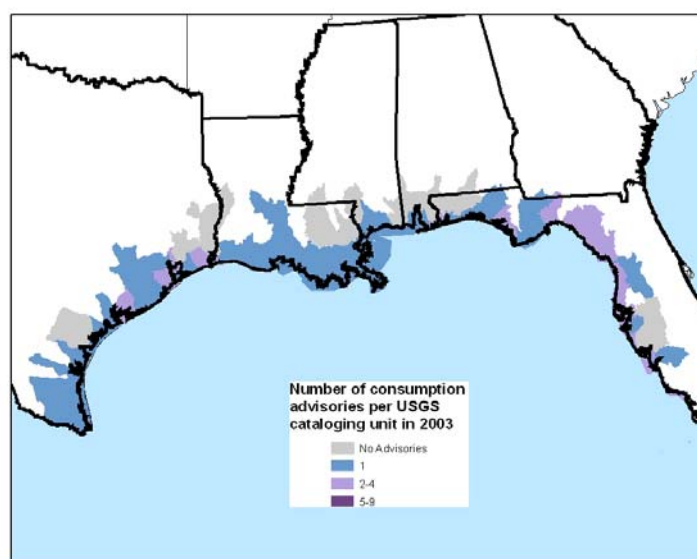 Number of consumption
advisories per USGS
cataloging unit in 2003
No Advisories
1
2-4
5-9